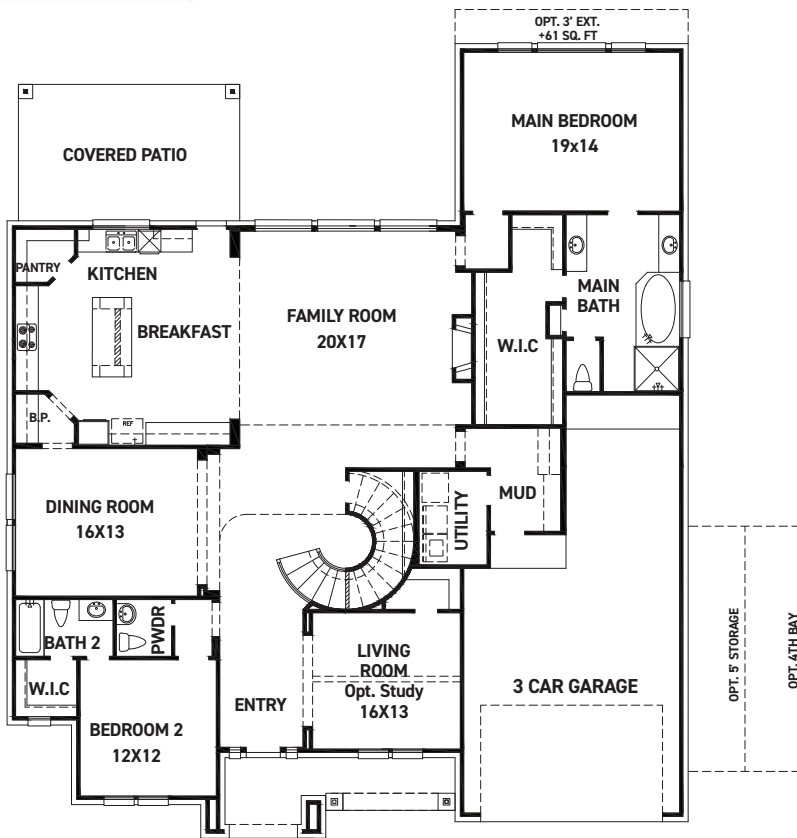 OPT. 3' EXT.
+61 SQ. FT
MAIN BEDROOM
19x14
COVERED PATIO
PANTRY
KITCHEN
BREAKFAST
FAMILY ROOM
20X17
MAIN
BATH
W.I.C
B.P.
REF
DINING ROOM
16X13
UTILITY
MUD
BATH 2
PWDR
W.I.C
BEDROOM 2
12X12
ENTRY
LIVING
ROOM
Opt. Study
16X13
3 CAR GARAGE
OPT. 5' STORAGE
OPT. 4TH BAY